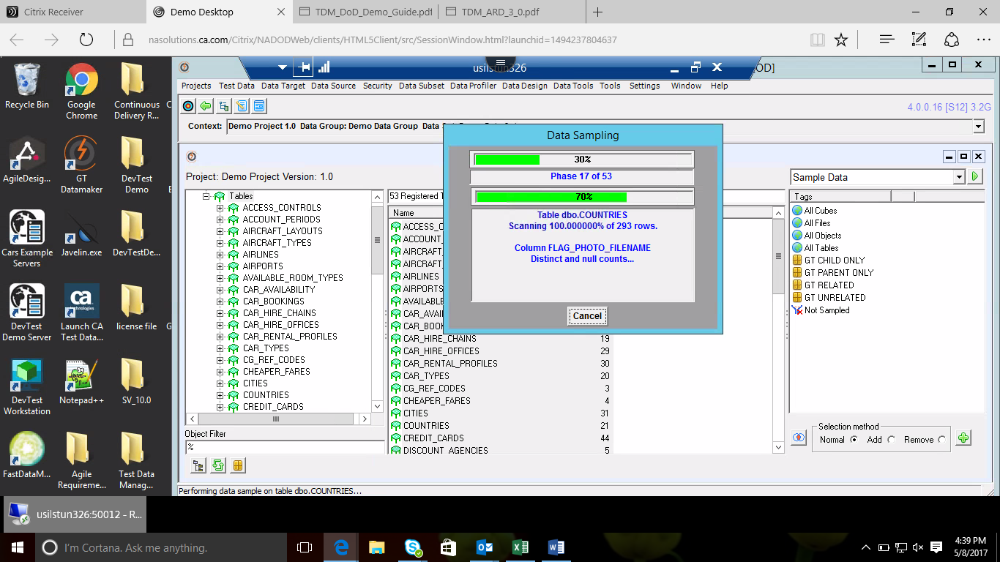 Citrix Receiver
Demo Desktop
TDM_DoD_Demo_Guide.pdf
TDM_ARD_3_0.pdf
nasolutions.ca.com/Citrix/NADODWeb/clients/HTML5Client/src/SessionWindow.html?launchid=1494237804637
Recycle Bin
Google Chrome
Continuous Delivery R...
AgileDesig...
GT Datamaker
DevTest Demo
Cars Example Servers
Javelin.exe
DevTestDe...
DevTest Demo Server
Launch CA Test Data...
license file
DevTest Workstation
Notepad++
SV_10.0
FastDataM...
Agile Requireme...
Test Data Manag...
usilstun326
OD]
Projects Test Data Data Target Data Source Security Data Subset Data Profiler Data Design Data Tools Tools Settings Window Help
4.0.0.16 [S12] 3.2G
Context:
Demo Project 1.0 Data Group: Demo Data Group
Project: Demo Project Version: 1.0
Tables
ACCESS_CONTROLS
ACCOUNT_PERIODS
AIRCRAFT_LAYOUTS
AIRCRAFT_TYPES
AIRLINES
AIRPORTS
AVAILABLE_ROOM_TYPES
CAR_AVAILABILITY
CAR_BOOKINGS
CAR_HIRE_CHAINS
CAR_HIRE_OFFICES
CAR_RENTAL_PROFILES
CAR_TYPES
CG_REF_CODES
CHEAPER_FARES
CITIES
COUNTRIES
CREDIT_CARDS
Object Filter
%
53 Registered T
Name
ACCESS_C
ACCOUNT_
AIRCRAFT_
AIRCRAFT_
AIRLINES
AIRPORTS
AVAILABLE
CAR_AVAI
CAR_BOOK
CAR_HIRE_CHAINS 19
CAR_HIRE_OFFICES 29
CAR_RENTAL_PROFILES 30
CAR_TYPES 20
CG_REF_CODES 3
CHEAPER_FARES 4
CITIES 31
COUNTRIES 21
CREDIT_CARDS 44
DISCOUNT_AGENCIES 5
Data Sampling
30%
Phase 17 of 53
70%
Table dbo.COUNTRIES
Scanning 100.000000% of 293 rows.
Column FLAG_PHOTO_FILENAME
Distinct and null counts...
Cancel
Sample Data
Tags
All Cubes
All Files
All Objects
All Tables
GT CHILD ONLY
GT PARENT ONLY
GT RELATED
GT UNRELATED
Not Sampled
Selection method
Normal Add Remove
Performing data sample on table dbo.COUNTRIES...
usilstun326:50012 - R...
I'm Cortana. Ask me anything.
4:39 PM
5/8/2017